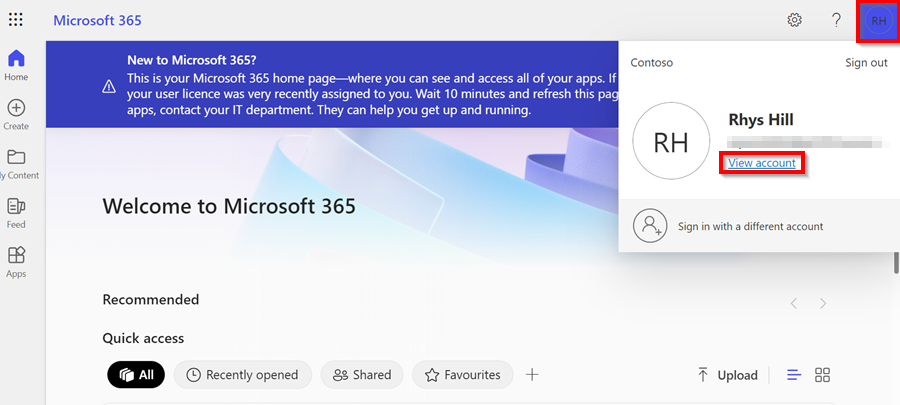 Microsoft 365
RH
New to Microsoft 365?
This is your Microsoft 365 home page—where you can see and access all of your apps. If
your user licence was very recently assigned to you. Wait 10 minutes and refresh this pag
apps, contact your IT department. They can help you get up and running.
Contoso
Sign out
RH
Rhys Hill
View account
Sign in with a different account
Home
Create
My Content
Feed
Apps
Welcome to Microsoft 365
Recommended
Quick access
All
Recently opened
Shared
Favourites
Upload